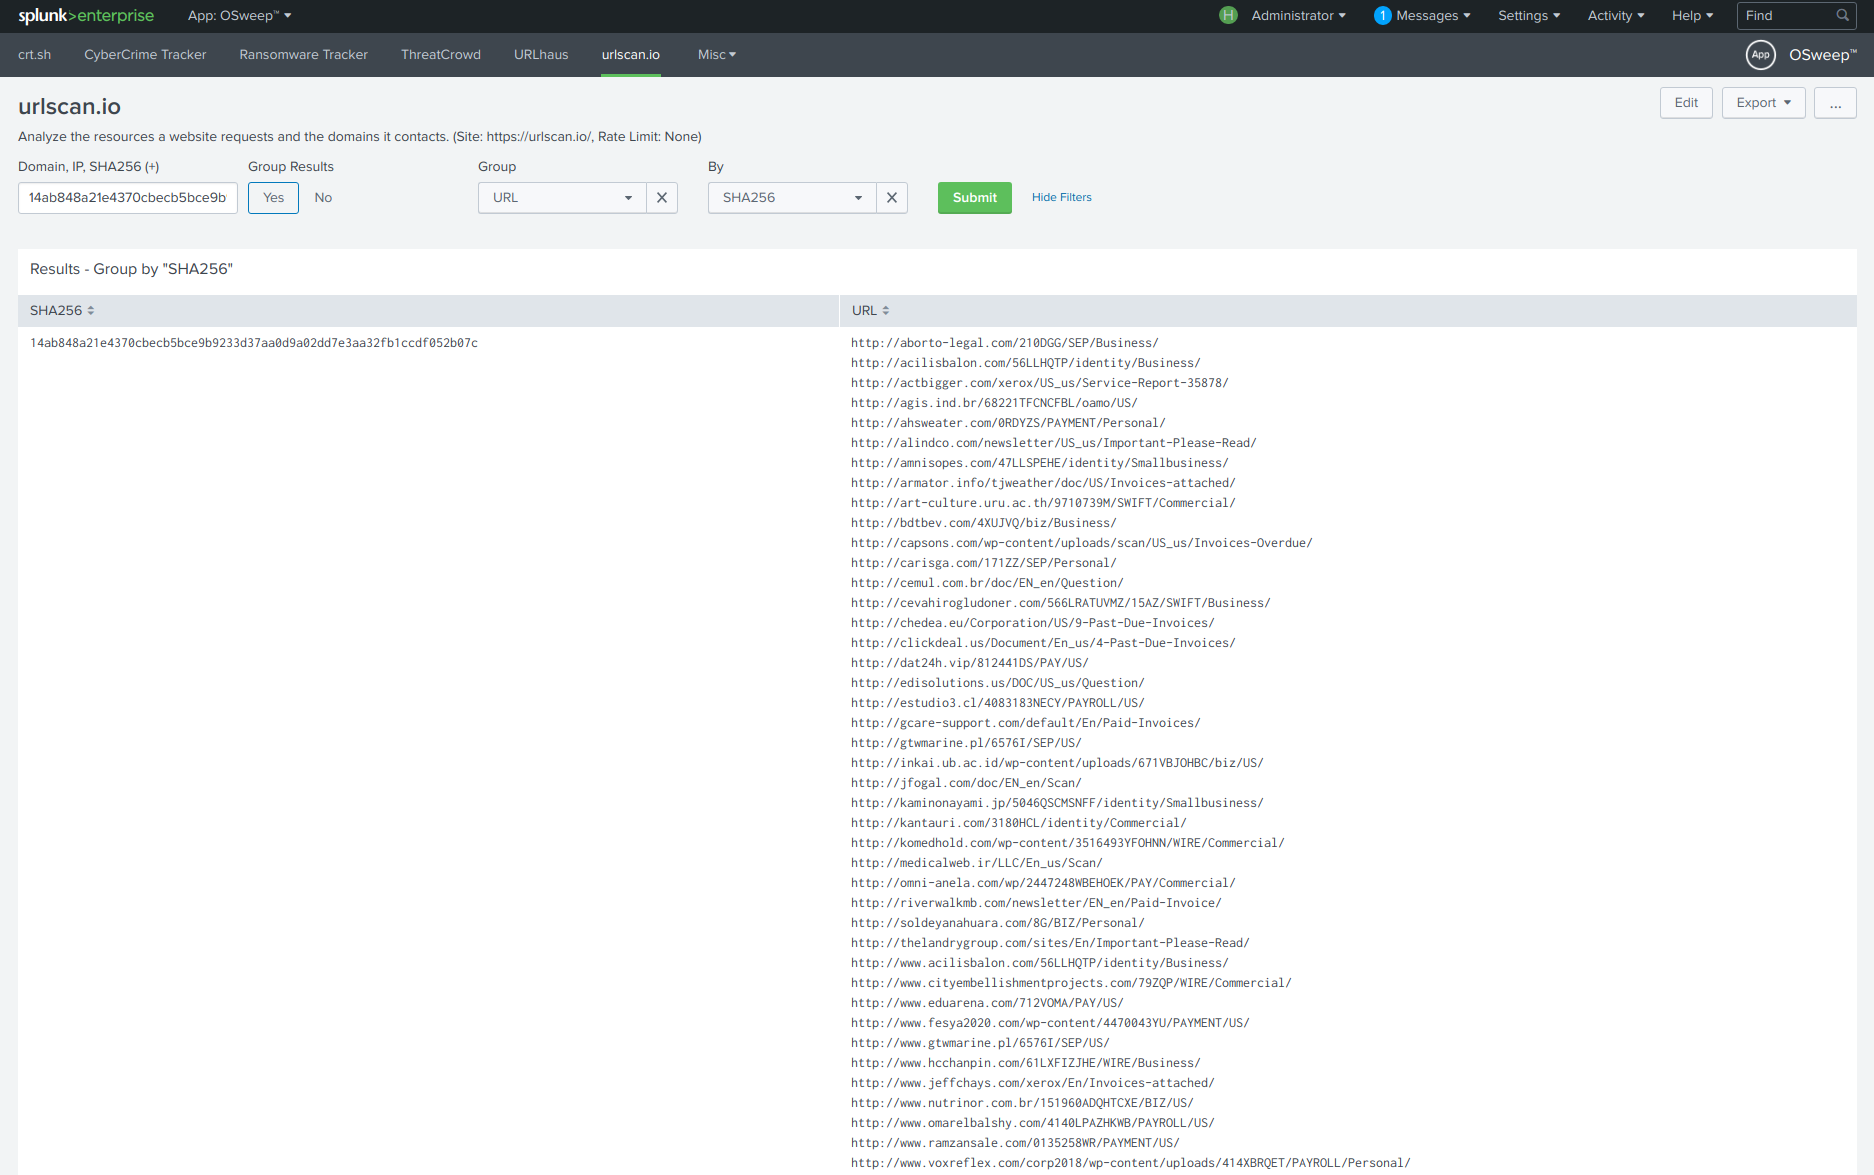 splunk>enterprise App: OSweep™ Administrator 1 Messages Settings Activity Help Find
H
crt.sh CyberCrime Tracker Ransomware Tracker ThreatCrowd URLhaus urlscan.io Misc App OSweep™
urlscan.io Edit Export ...
Analyze the resources a website requests and the domains it contacts. (Site: https://urlscan.io/, Rate Limit: None)
Domain, IP, SHA256 (+) Group Results Group By
14ab848a21e4370cbecb5bce9b Yes No URL SHA256 Submit Hide Filters
Results - Group by "SHA256"
SHA256 URL
14ab848a21e4370cbecb5bce9b9233d37aa0d9a02dd7e3aa32fb1ccdf052b07c http://aborto-legal.com/210DGG/SEP/Business/
http://acilisbalon.com/56LLHQTP/identity/Business/
http://actbigger.com/xerox/US_us/Service-Report-35878/
http://agis.ind.br/68221TFCNCFBL/oamo/US/
http://ahsweater.com/0RDYZS/PAYMENT/Personal/
http://alindco.com/newsletter/US_us/Important-Please-Read/
http://amnisopes.com/47LLSPEHE/identity/Smallbusiness/
http://armator.info/tjweather/doc/US/Invoices-attached/
http://art-culture.uru.ac.th/9710739M/SWIFT/Commercial/
http://bdtbev.com/4XUJVQ/biz/Business/
http://capsons.com/wp-content/uploads/scan/US_us/Invoices-Overdue/
http://carisga.com/171ZZ/SEP/Personal/
http://cemul.com.br/doc/EN_en/Question/
http://cevahirogludoner.com/566LRATUVMZ/15AZ/SWIFT/Business/
http://chedea.eu/Corporation/US/9-Past-Due-Invoices/
http://clickdeal.us/Document/En_us/4-Past-Due-Invoices/
http://dat24h.vip/812441DS/PAY/US/
http://edisolutions.us/DOC/US_us/Question/
http://estudio3.cl/4083183NECY/PAYROLL/US/
http://gcare-support.com/default/En/Paid-Invoices/
http://gtwmarine.pl/6576I/SEP/US/
http://inkai.ub.ac.id/wp-content/uploads/671VBJOHBC/biz/US/
http://jfogal.com/doc/EN_en/Scan/
http://kaminonayami.jp/5046QSCMSNFF/identity/Smallbusiness/
http://kantauri.com/3180HCL/identity/Commercial/
http://komedhold.com/wp-content/3516493YFOHNN/WIRE/Commercial/
http://medicalweb.ir/LLC/En_us/Scan/
http://omni-anela.com/wp/2447248WBEHOEK/PAY/Commercial/
http://riverwalkmb.com/newsletter/EN_en/Paid-Invoice/
http://soldeyanahuara.com/8G/BIZ/Personal/
http://thelandrygroup.com/sites/En/Important-Please-Read/
http://www.acilisbalon.com/56LLHQTP/identity/Business/
http://www.cityembellishmentprojects.com/79ZQP/WIRE/Commercial/
http://www.eduarena.com/712VOMA/PAY/US/
http://www.fesya2020.com/wp-content/4470043YU/PAYMENT/US/
http://www.gtwmarine.pl/6576I/SEP/US/
http://www.hcchanpin.com/61LXFIZJHE/WIRE/Business/
http://www.jeffchays.com/xerox/En/Invoices-attached/
http://www.nutrinor.com.br/151960ADQHTCXE/BIZ/US/
http://www.omarelbalshy.com/4140LPAZHKWB/PAYROLL/US/
http://www.ramzansale.com/0135258WR/PAYMENT/US/
http://www.voxreflex.com/corp2018/wp-content/uploads/414XBRQET/PAYROLL/Personal/